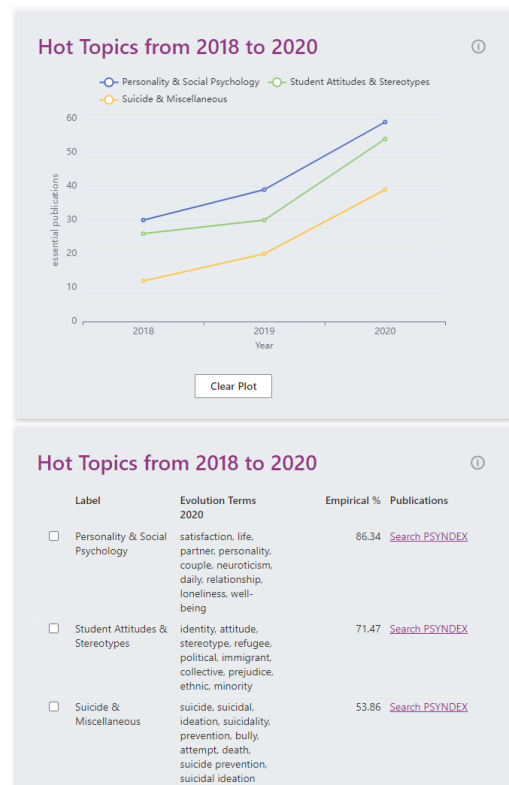 Hot Topics from 2018 to 2020
Personality & Social Psychology Student Attitudes & Stereotypes
Suicide & Miscellaneous
60
50
40
30
20
10
0
essential publications
2018 2019 2020
Year
Clear Plot
Hot Topics from 2018 to 2020
Label Evolution Terms Empirical % Publications
2020
Personality & Social satisfaction, life, 86.34 Search PSYNDEX
Psychology partner, personality,
couple, neuroticism,
daily, relationship,
loneliness, well-
being
Student Attitudes & identity, attitude, 71.47 Search PSYNDEX
Stereotypes stereotype, refugee,
political, immigrant,
collective, prejudice,
ethnic, minority
Suicide & suicide, suicidal, 53.86 Search PSYNDEX
Miscellaneous ideation, suicidality,
prevention, bully,
attempt, death,
suicide prevention,
suicidal ideation